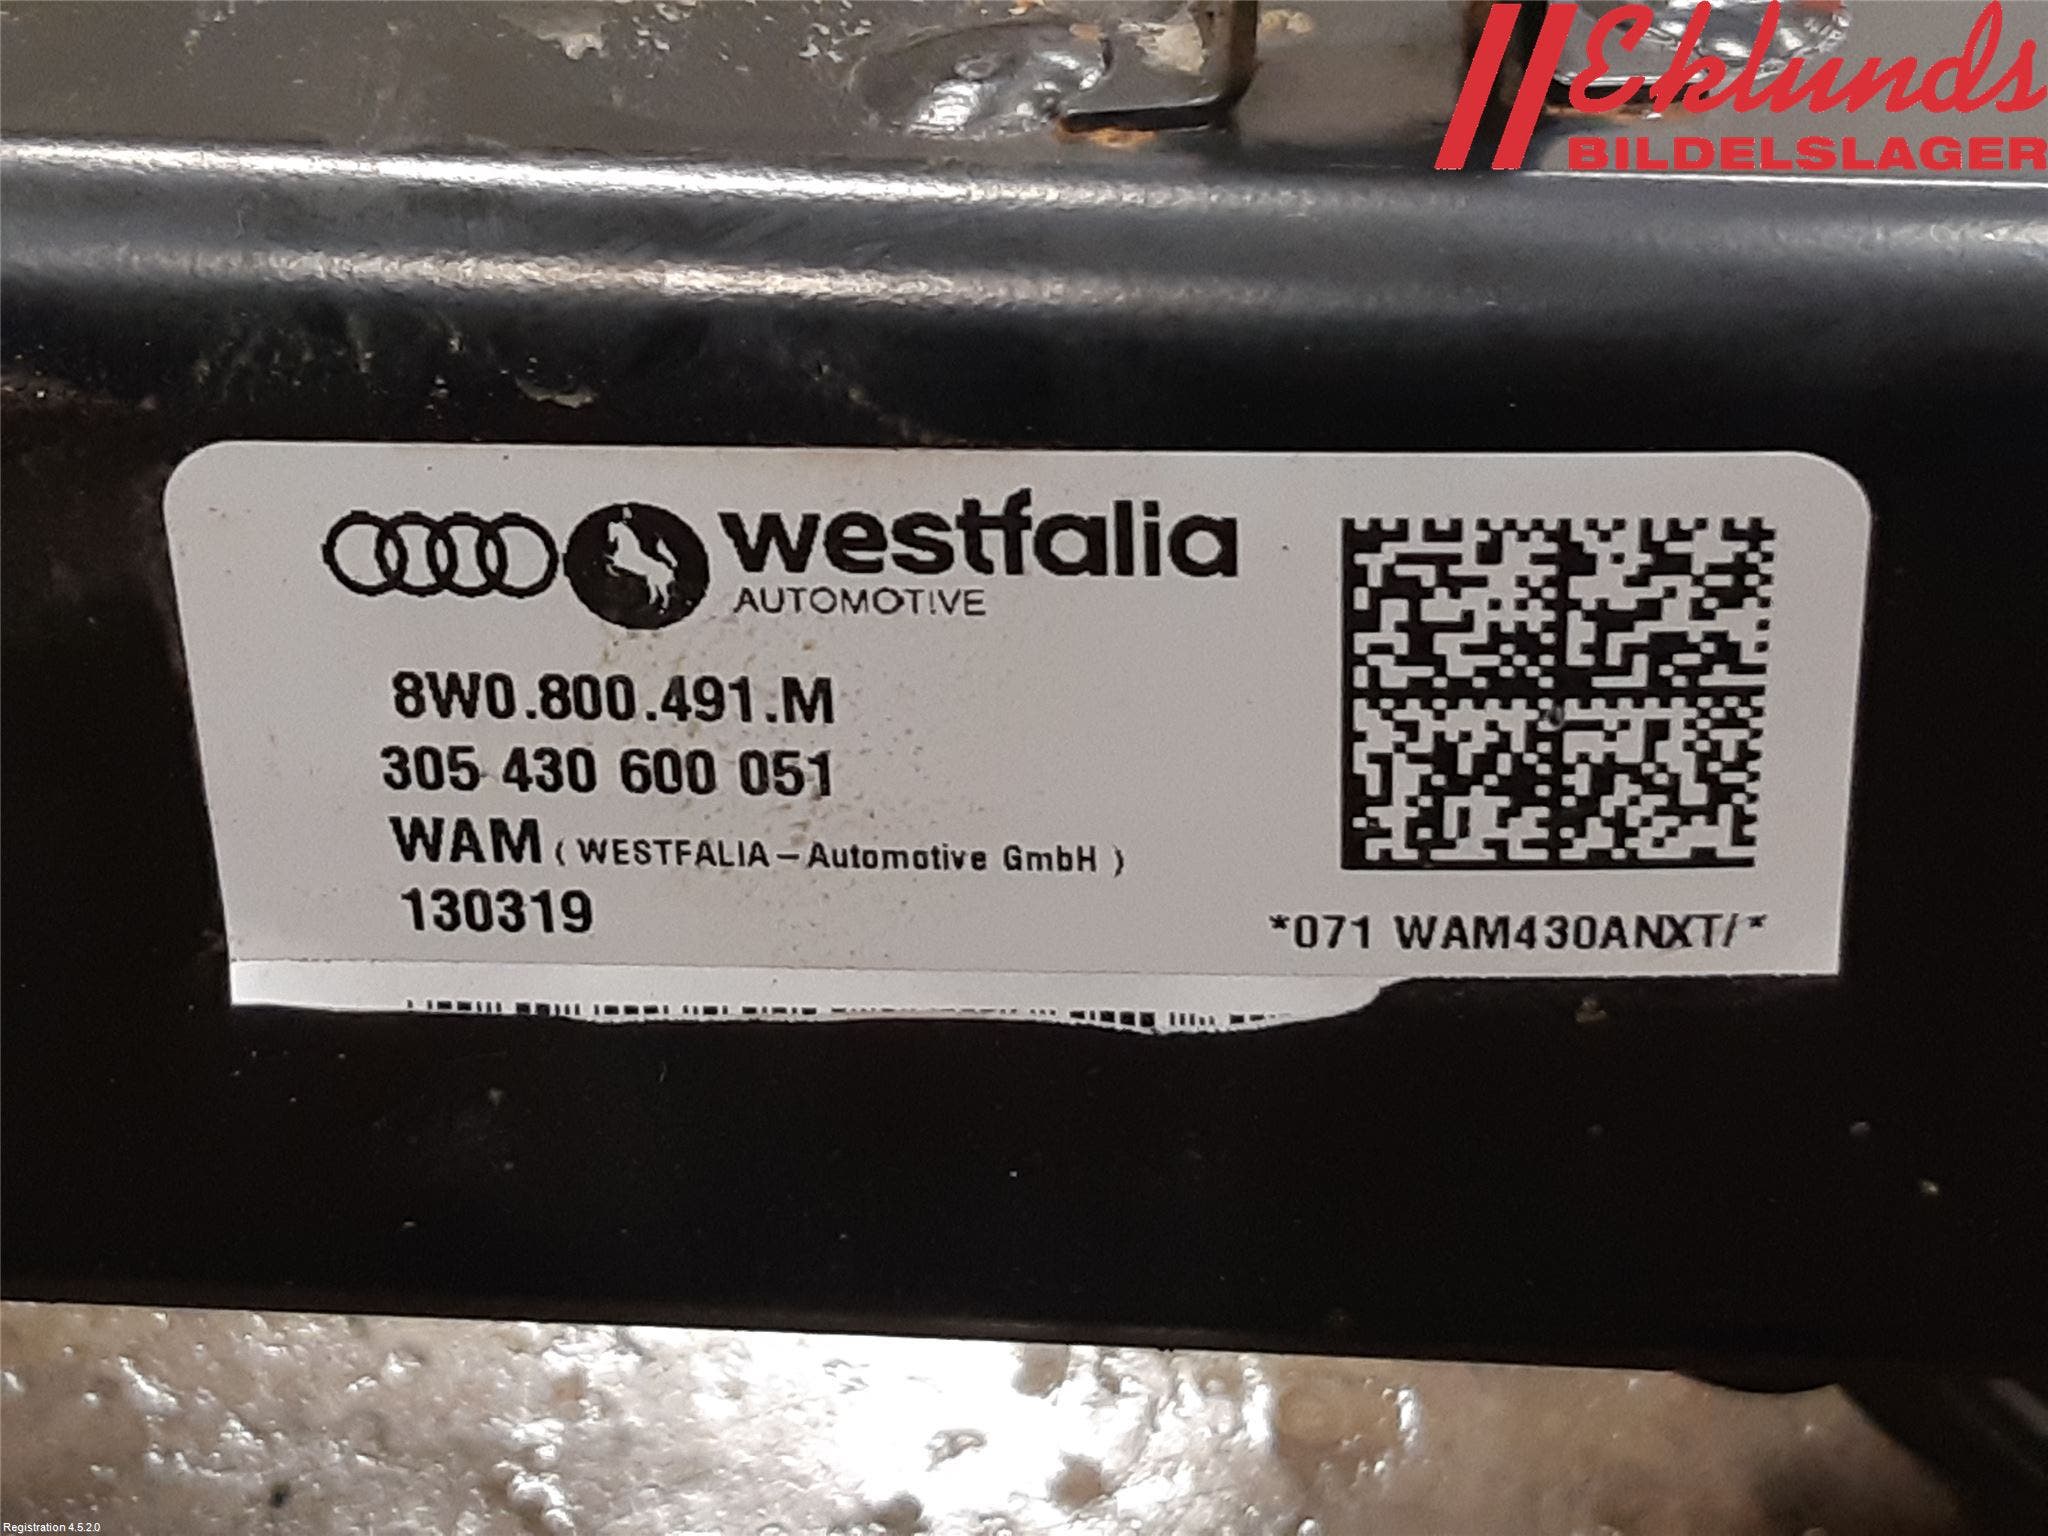 Eklunds
BILDELSLAGER
westfalia
AUTOMOTIVE
8W0.800.491.M
305 430 600 051
WAM ( WESTFALIA-Automotive GmbH )
130319
*071 WAM430ANXT/*
Registration 4.5.2.0